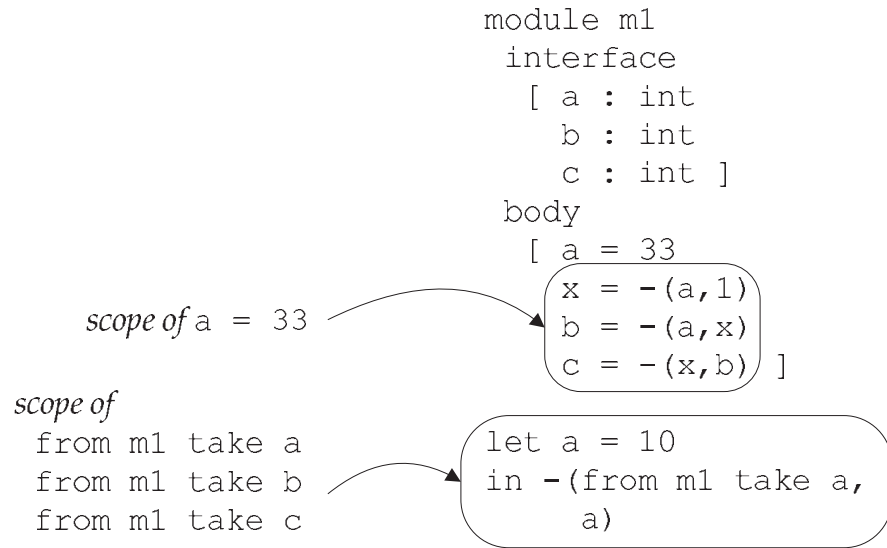 module m1
interface
[ a : int
b : int
c : int ]
body
[ a = 33
x = -(a,1)
b = -(a,x)
c = -(x,b) ]
scope of a = 33
scope of
from m1 take a
from m1 take b
from m1 take c
let a = 10
in -(from m1 take a,
a)